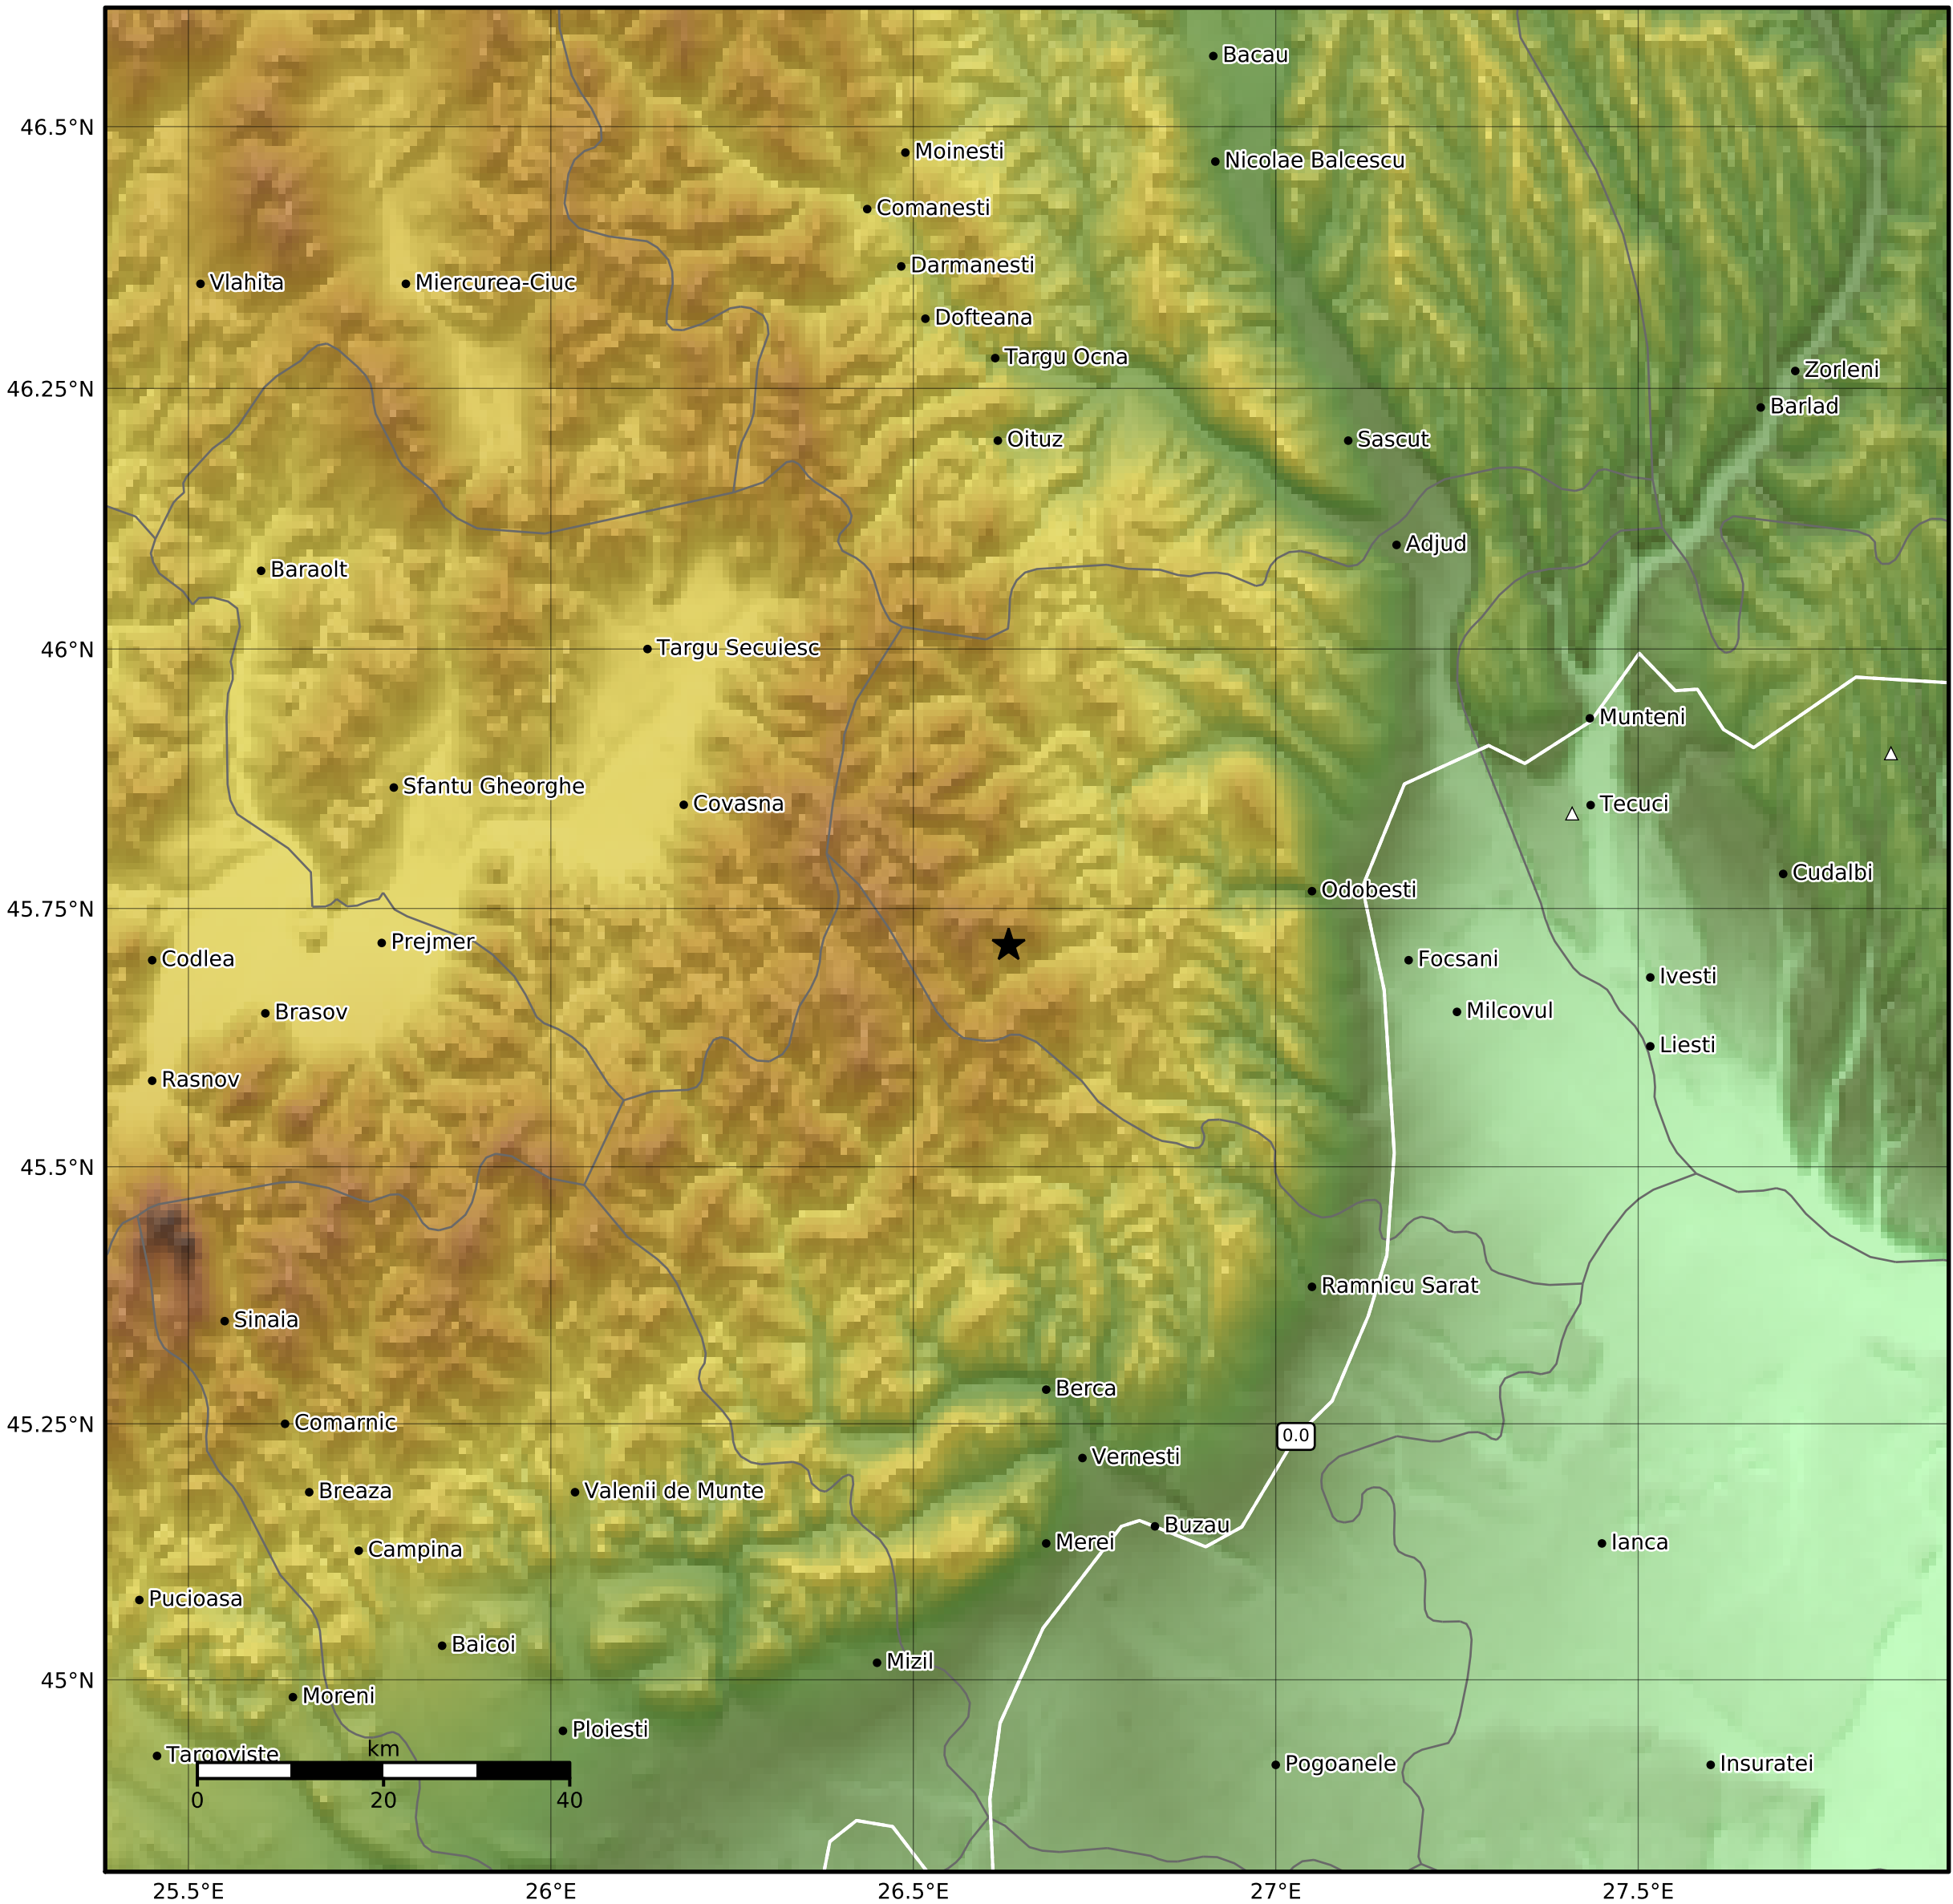 Bacau
46.5°N
Moinesti
Nicolae Balcescu
Comanesti
Darmanesti
Vlahita
Miercurea-Ciuc
Dofteana
Targu Ocna
Zorleni
46.25°N
Barlad
Oituz
Sascut
Adjud
Baraolt
46°N
Targu Secuiesc
Munteni
Sfantu Gheorghe
Covasna
Tecuci
Cudalbi
Odobesti
45.75°N
Prejmer
Codlea
Focsani
Ivesti
Brasov
Milcovul
Liesti
Rasnov
45.5°N
Ramnicu Sarat
Sinaia
Berca
45.25°N
Comarnic
0.0
Vernesti
Breaza
Valenii de Munte
Buzau
Campina
Merei
Ianca
Pucioasa
Baicoi
Mizil
45°N
Moreni
Ploiesti
Targoviste
km
Pogoanele
Insuratei
0 20 40
25.5°E 26°E 26.5°E 27°E 27.5°E